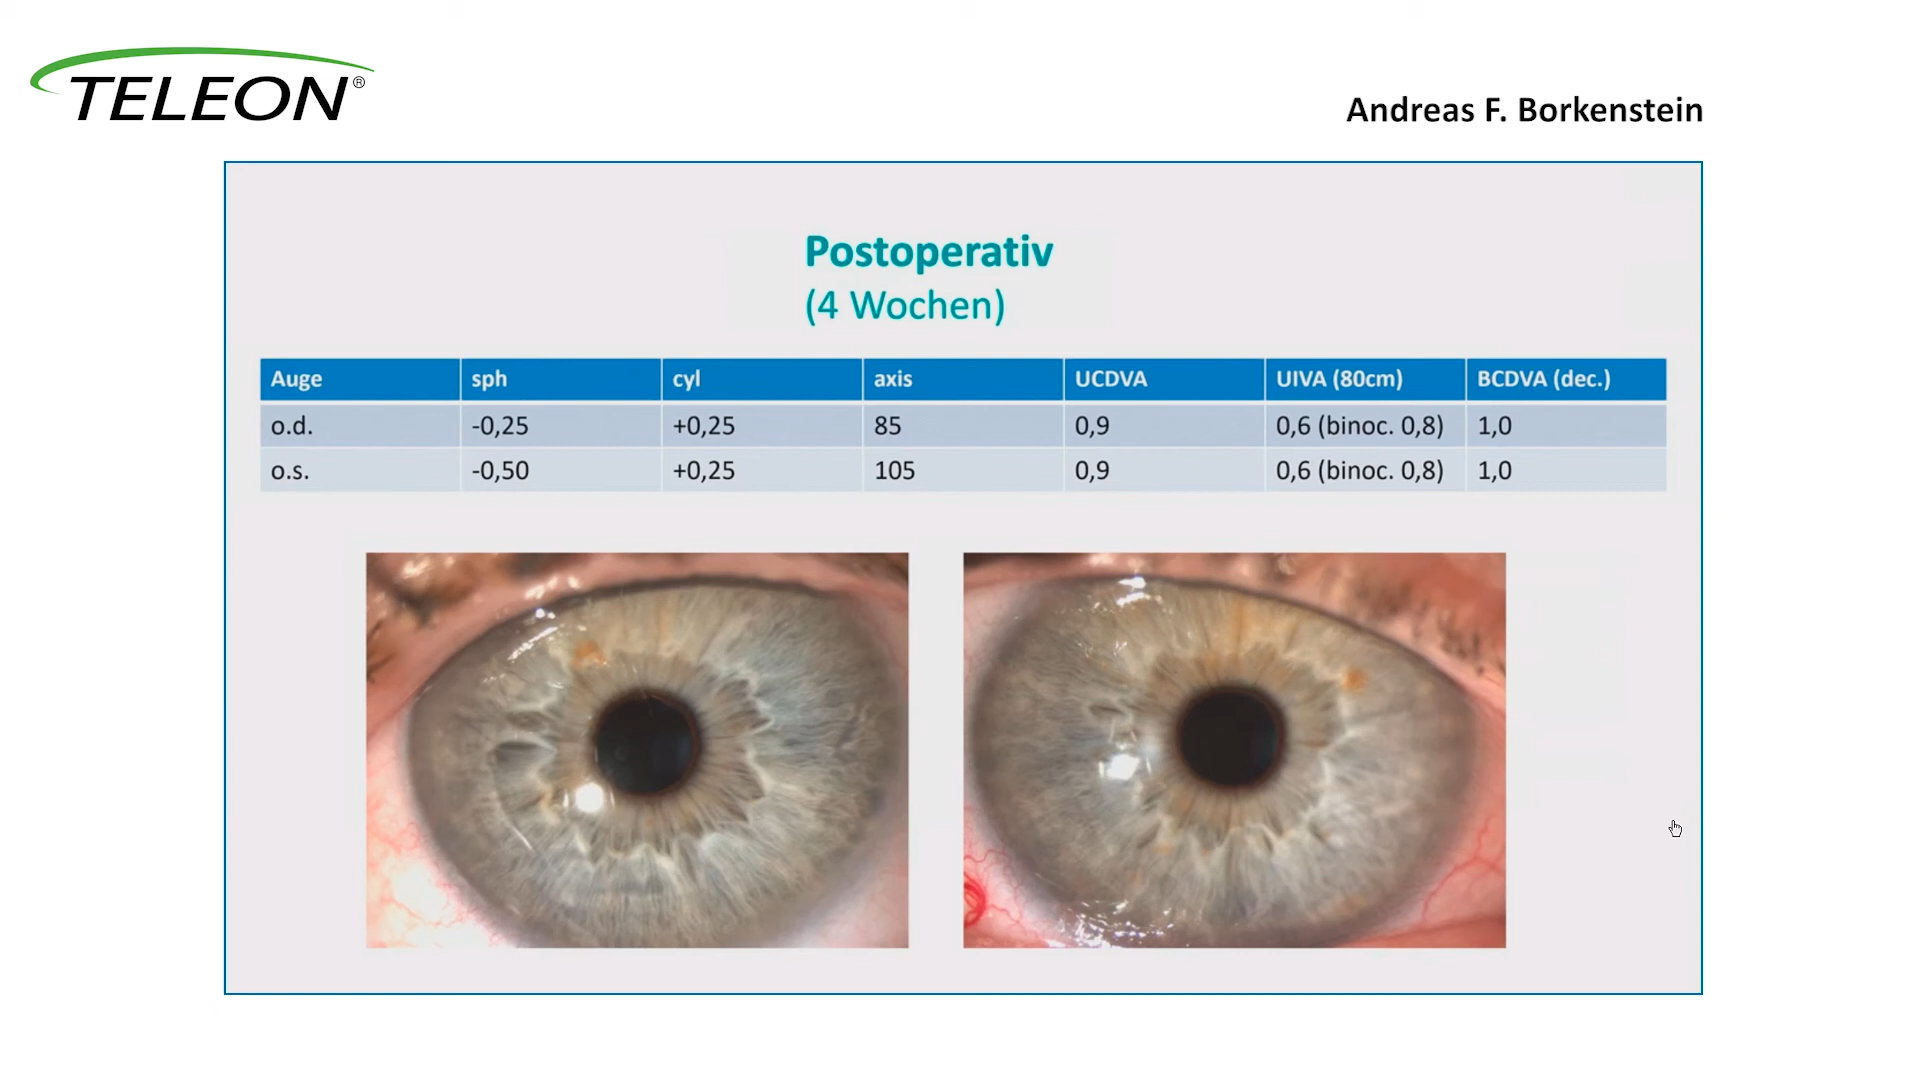 TELEON®
Andreas F. Borkenstein
Postoperativ
(4 Wochen)
Auge sph cyl axis UCDVA UIVA (80cm) BCDVA (dec.)
o.d. -0,25 +0,25 85 0,9 0,6 (binoc. 0,8) 1,0
o.s. -0,50 +0,25 105 0,9 0,6 (binoc. 0,8) 1,0